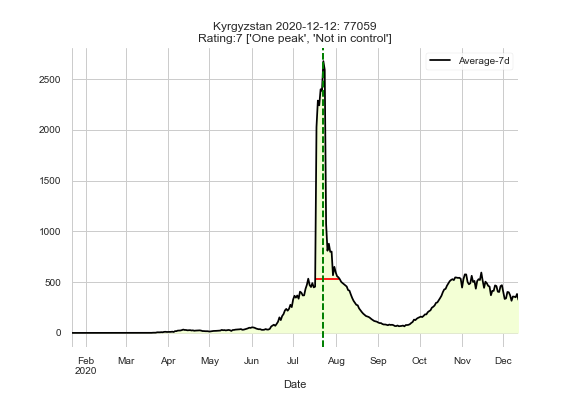 Kyrgyzstan 2020-12-12: 77059
Rating:7 ['One peak', 'Not in control']
Average-7d
2500
2000
1500
1000
500
0
Feb Mar Apr May Jun Jul Aug Sep Oct Nov Dec
2020
Date